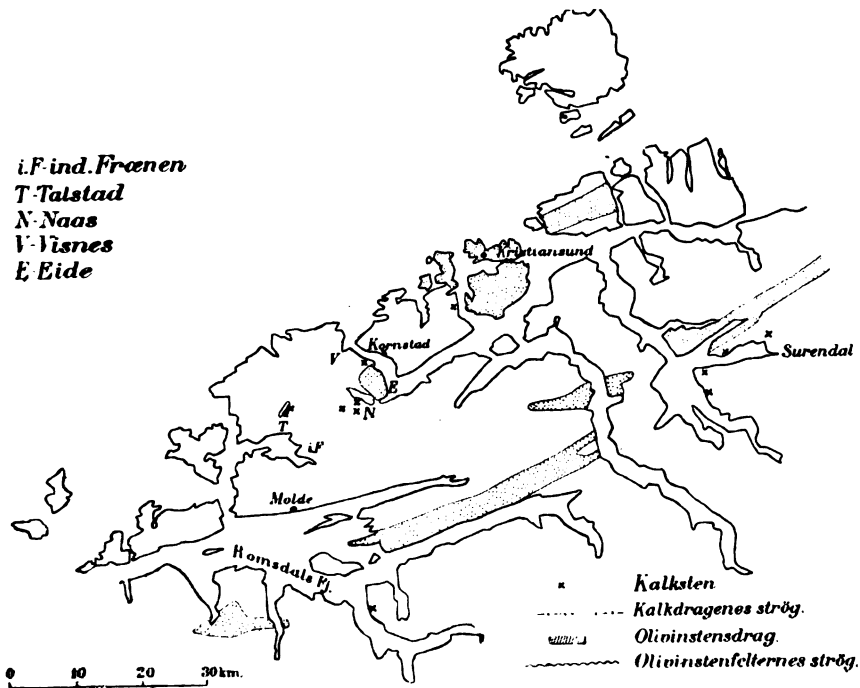 i.F-ind. Frænen
T-Talstad
N-Naas
V-Visnes
E-Eide
Kristiansund
Kornstad
V
E
Surendal
N
T
i.F
Molde
Romsdals Fj.
Kalksten
Kalkdragenes strög.
Olivinstensdrag.
Olivinstenfelternes strög.
0 10 20 30 km.